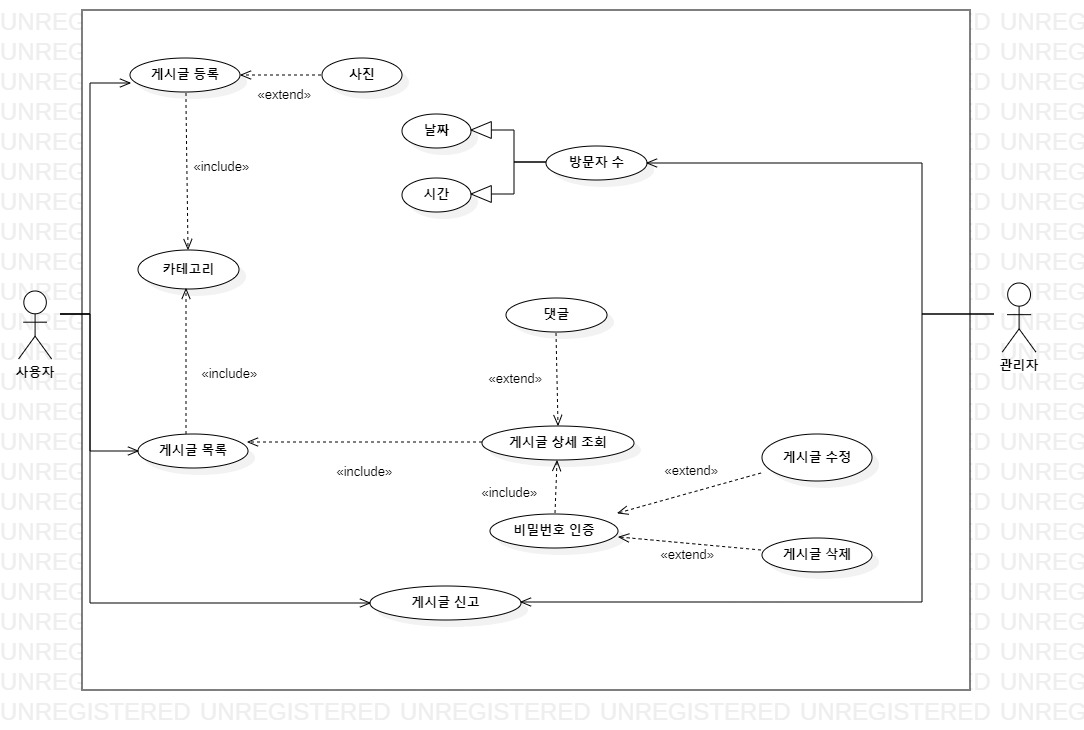 게시글 등록
사진
«extend»
날짜
방문자 수
«include»
시간
카테고리
댓글
사용자
관리자
«include»
«extend»
게시글 목록
게시글 상세 조회
«include»
게시글 수정
«extend»
«include»
비밀번호 인증
게시글 삭제
«extend»
게시글 신고
UNREGISTERED UNREGISTERED UNREGISTERED UNREGISTERED UNREGISTERED UNREG